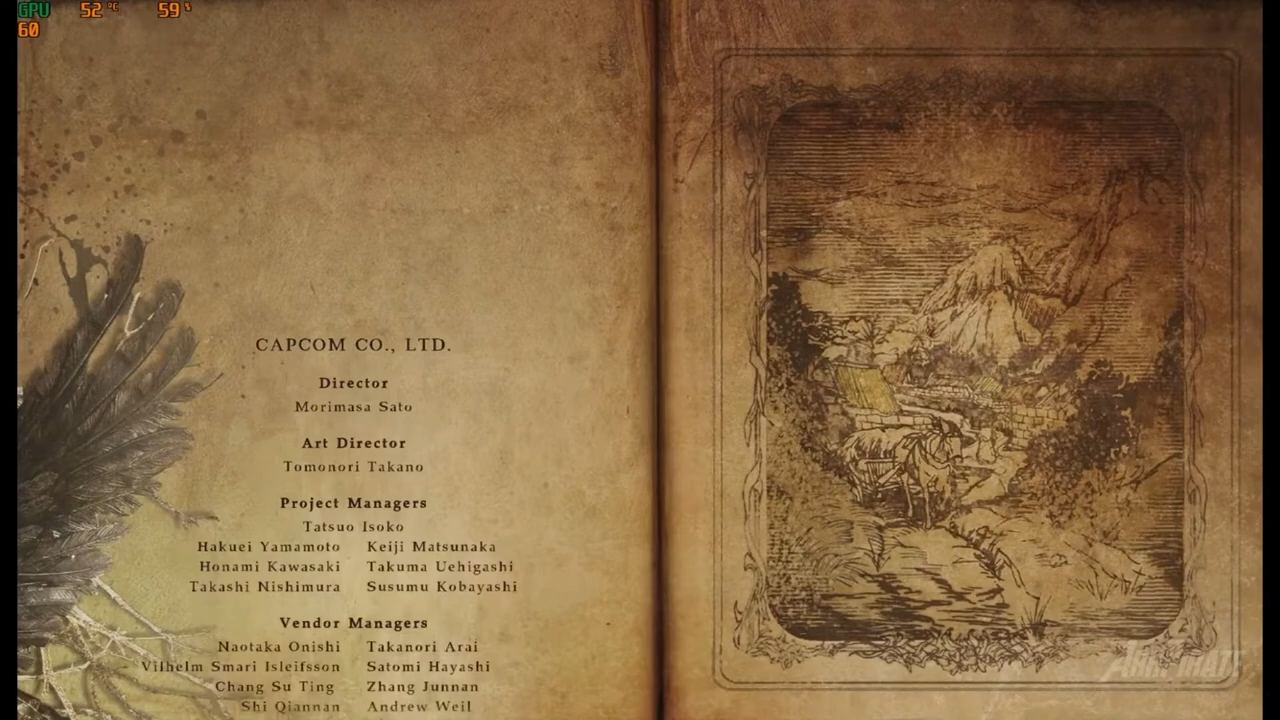 GPU 52 °C 59 %
60
CAPCOM CO., LTD.
Director
Morimasa Sato
Art Director
Tomonori Takano
Project Managers
Tatsuo Isoko
Hakuei Yamamoto Keiji Matsunaka
Honami Kawasaki Takuma Uehigashi
Takashi Nishimura Susumu Kobayashi
Vendor Managers
Naotaka Onishi Takanori Arai
Vilhelm Smari Isleifsson Satomi Hayashi
Chang Su Ting Zhang Junnan
Shi Qiannan Andrew Weil